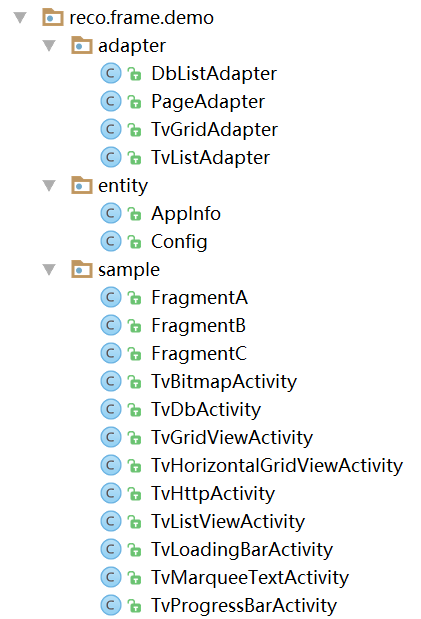 reco.frame.demo
adapter
DbListAdapter
PageAdapter
TvGridAdapter
TvListAdapter
entity
AppInfo
Config
sample
FragmentA
FragmentB
FragmentC
TvBitmapActivity
TvDbActivity
TvGridViewActivity
TvHorizontalGridViewActivity
TvHttpActivity
TvListViewActivity
TvLoadingBarActivity
TvMarqueeTextActivity
TvProgressBarActivity